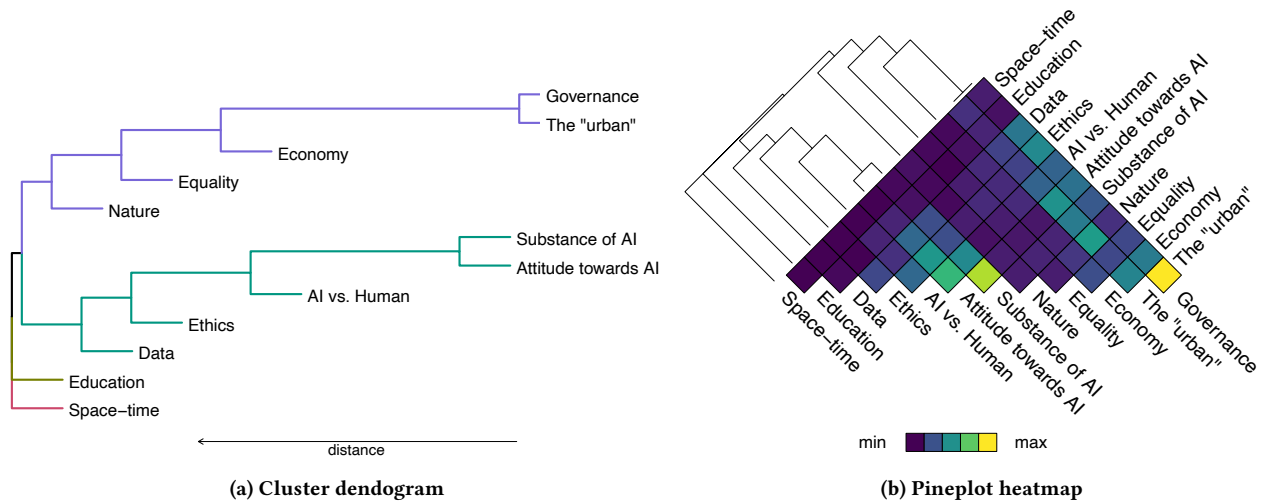 Governance
The "urban"
Economy
Equality
Nature
Substance of AI
Attitude towards AI
AI vs. Human
Ethics
Data
Education
Space−time
distance
(a) Cluster dendogram
Space−time
Education
Data
Ethics
AI vs. Human
Attitude towards AI
Substance of AI
Nature
Equality
Economy
The "urban"
Space−time
Education
Data
Ethics
AI vs. Human
Attitude towards AI
Substance of AI
Nature
Equality
Economy
The "urban"
Governance
min
max
(b) Pineplot heatmap